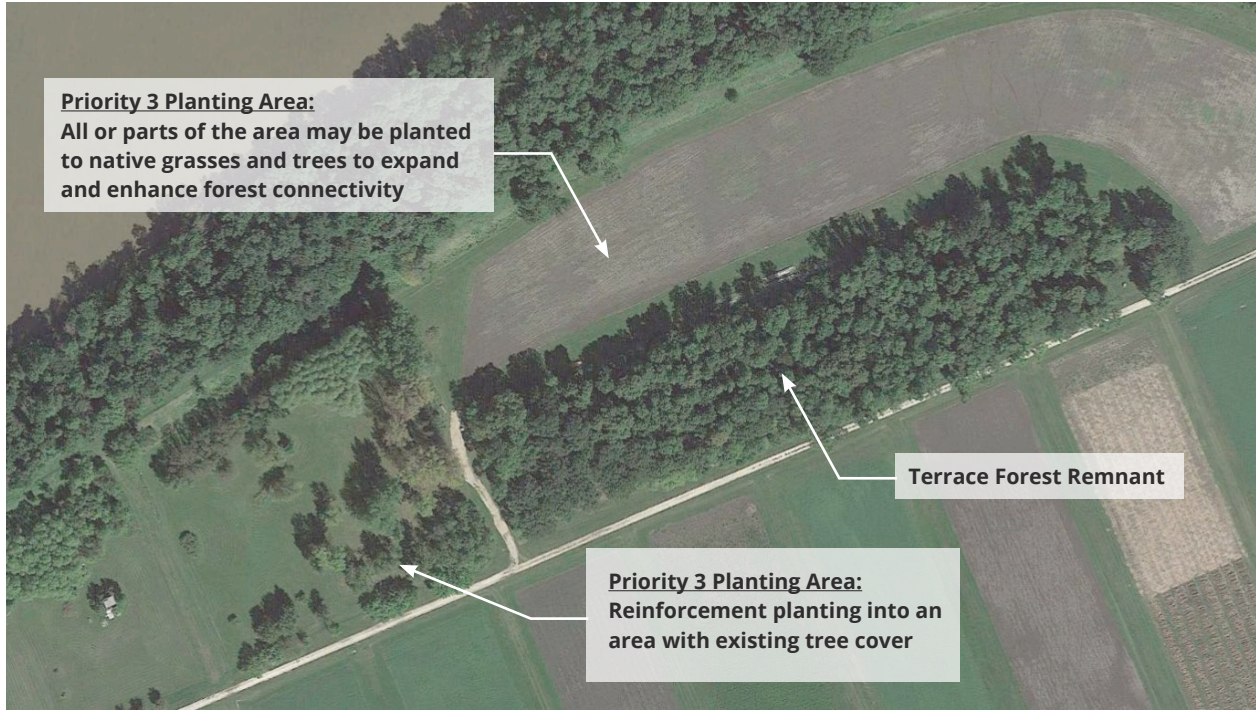 Priority 3 Planting Area:
All or parts of the area may be planted
to native grasses and trees to expand
and enhance forest connectivity
Terrace Forest Remnant
Priority 3 Planting Area:
Reinforcement planting into an
area with existing tree cover